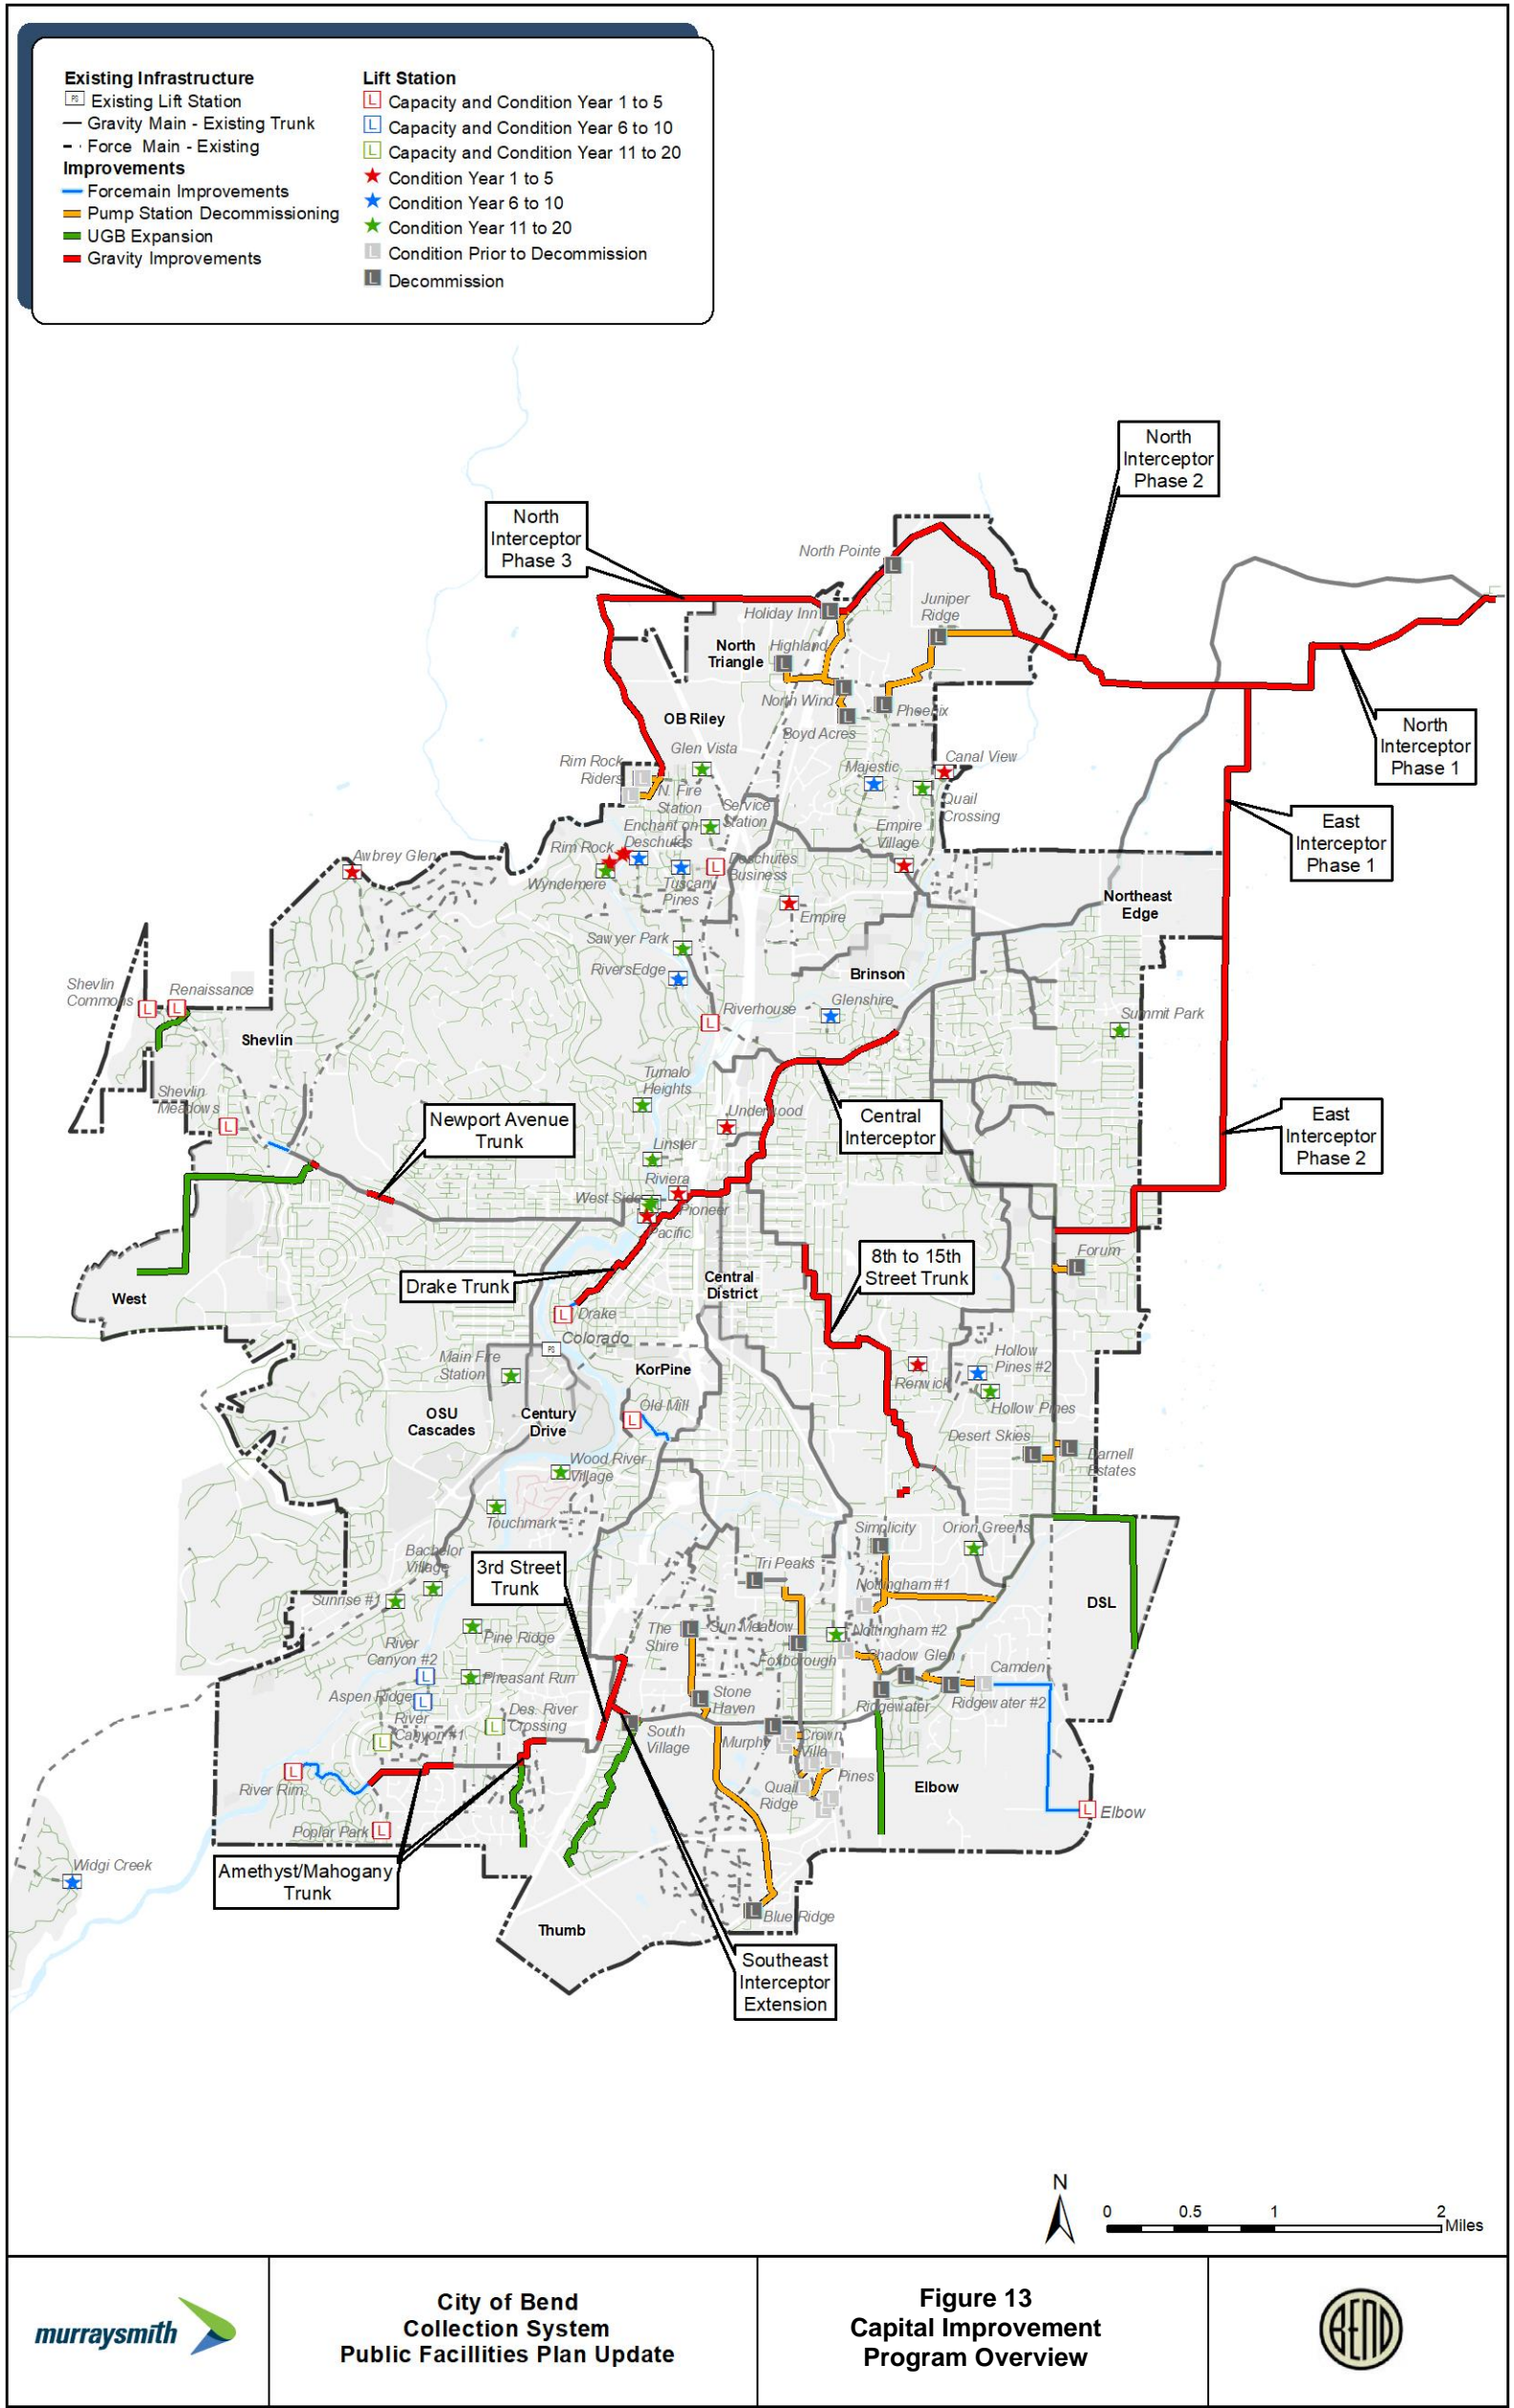 Existing Infrastructure
PS Existing Lift Station
Gravity Main - Existing Trunk
Force Main - Existing
Improvements
Forcemain Improvements
Pump Station Decommissioning
UGB Expansion
Gravity Improvements
Lift Station
L Capacity and Condition Year 1 to 5
L Capacity and Condition Year 6 to 10
L Capacity and Condition Year 11 to 20
Condition Year 1 to 5
Condition Year 6 to 10
Condition Year 11 to 20
L Condition Prior to Decommission
L Decommission
North
Interceptor
Phase 2
North
Interceptor
Phase 3
North Pointe
Holiday Inn
Juniper
Ridge
North
Triangle
Highland
North Wind
Phoenix
Boyd Acres
OB Riley
Glen Vista
North
Interceptor
Phase 1
Rim Rock
Riders
N. Fire
Station
Majestic
Canal View
Quail
Crossing
Service
Station
Enchant on
Deschutes
Empire
Village
East
Interceptor
Phase 1
Rim Rock
Awbrey Glen
Wyndemere
Tuscany
Pines
Deschutes
Business
Northeast
Edge
Empire
Sawyer Park
RiversEdge
Brinson
Shevlin
Commons
Renaissance
Glenshire
Riverhouse
Summit Park
Shevlin
Tumalo
Heights
Shevlin
Meadows
Newport Avenue
Trunk
Underwood
Central
Interceptor
East
Interceptor
Phase 2
Linster
Riviera
West Side
Pioneer
Pacific
8th to 15th
Street Trunk
Forum
Drake Trunk
Central
District
West
Drake
Colorado
Main Fire
Station
KorPine
Hollow
Pines #2
Renwick
Hollow Pines
OSU
Cascades
Century
Drive
Old Mill
Desert Skies
Darnell
Estates
Wood River
Village
Touchmark
Simplicity
Orion Greens
Bachelor
Village
3rd Street
Trunk
Tri Peaks
Nottingham #1
Sunrise #1
DSL
Pine Ridge
The
Shire
Sun Meadow
Nottingham #2
River
Canyon #2
Foxborough
Shadow Glen
Camden
Pheasant Run
Aspen Ridge
Stone
Haven
Ridgewater
Ridgewater #2
River
Canyon #1
Des. River
Crossing
South
Village
Murphy
Crown
Villa
Pines
River Rim
Quail
Ridge
Elbow
Elbow
Poplar Park
Widgi Creek
Amethyst/Mahogany
Trunk
Blue Ridge
Thumb
Southeast
Interceptor
Extension
N
0 0.5 1 2
Miles
murraysmith
City of Bend
Collection System
Public Facillities Plan Update
Figure 13
Capital Improvement
Program Overview
BEND